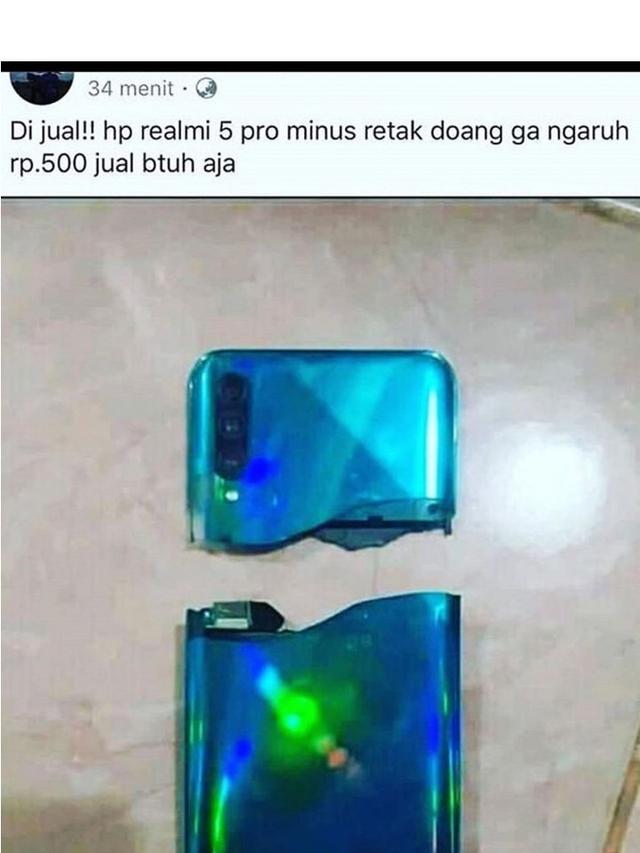 34 menit ·
Di jual!! hp realmi 5 pro minus retak doang ga ngaruh
rp.500 jual btuh aja